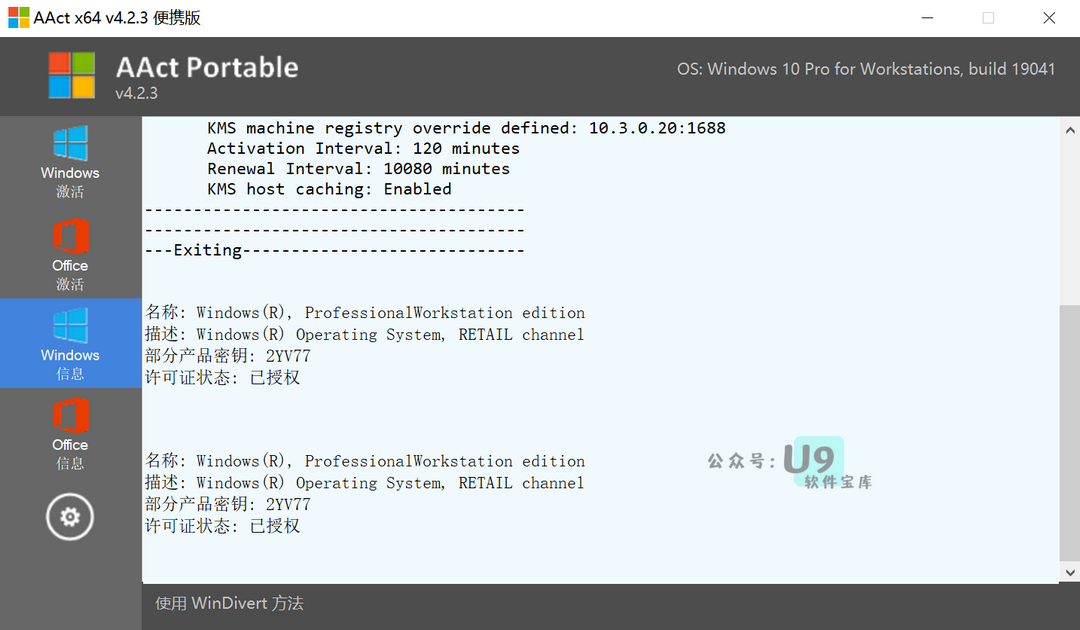 AAct x64 v4.2.3 便携版
AAct Portable
v4.2.3
OS: Windows 10 Pro for Workstations, build 19041
Windows
激活
Office
激活
Windows
信息
Office
信息
KMS machine registry override defined: 10.3.0.20:1688
Activation Interval: 120 minutes
Renewal Interval: 10080 minutes
KMS host caching: Enabled
---------------------------------------
---------------------------------------
---Exiting-----------------------------
名称: Windows(R), ProfessionalWorkstation edition
描述: Windows(R) Operating System, RETAIL channel
部分产品密钥: 2YV77
许可证状态: 已授权
名称: Windows(R), ProfessionalWorkstation edition
描述: Windows(R) Operating System, RETAIL channel
部分产品密钥: 2YV77
许可证状态: 已授权
公众号: U9
软件宝库
使用 WinDivert 方法